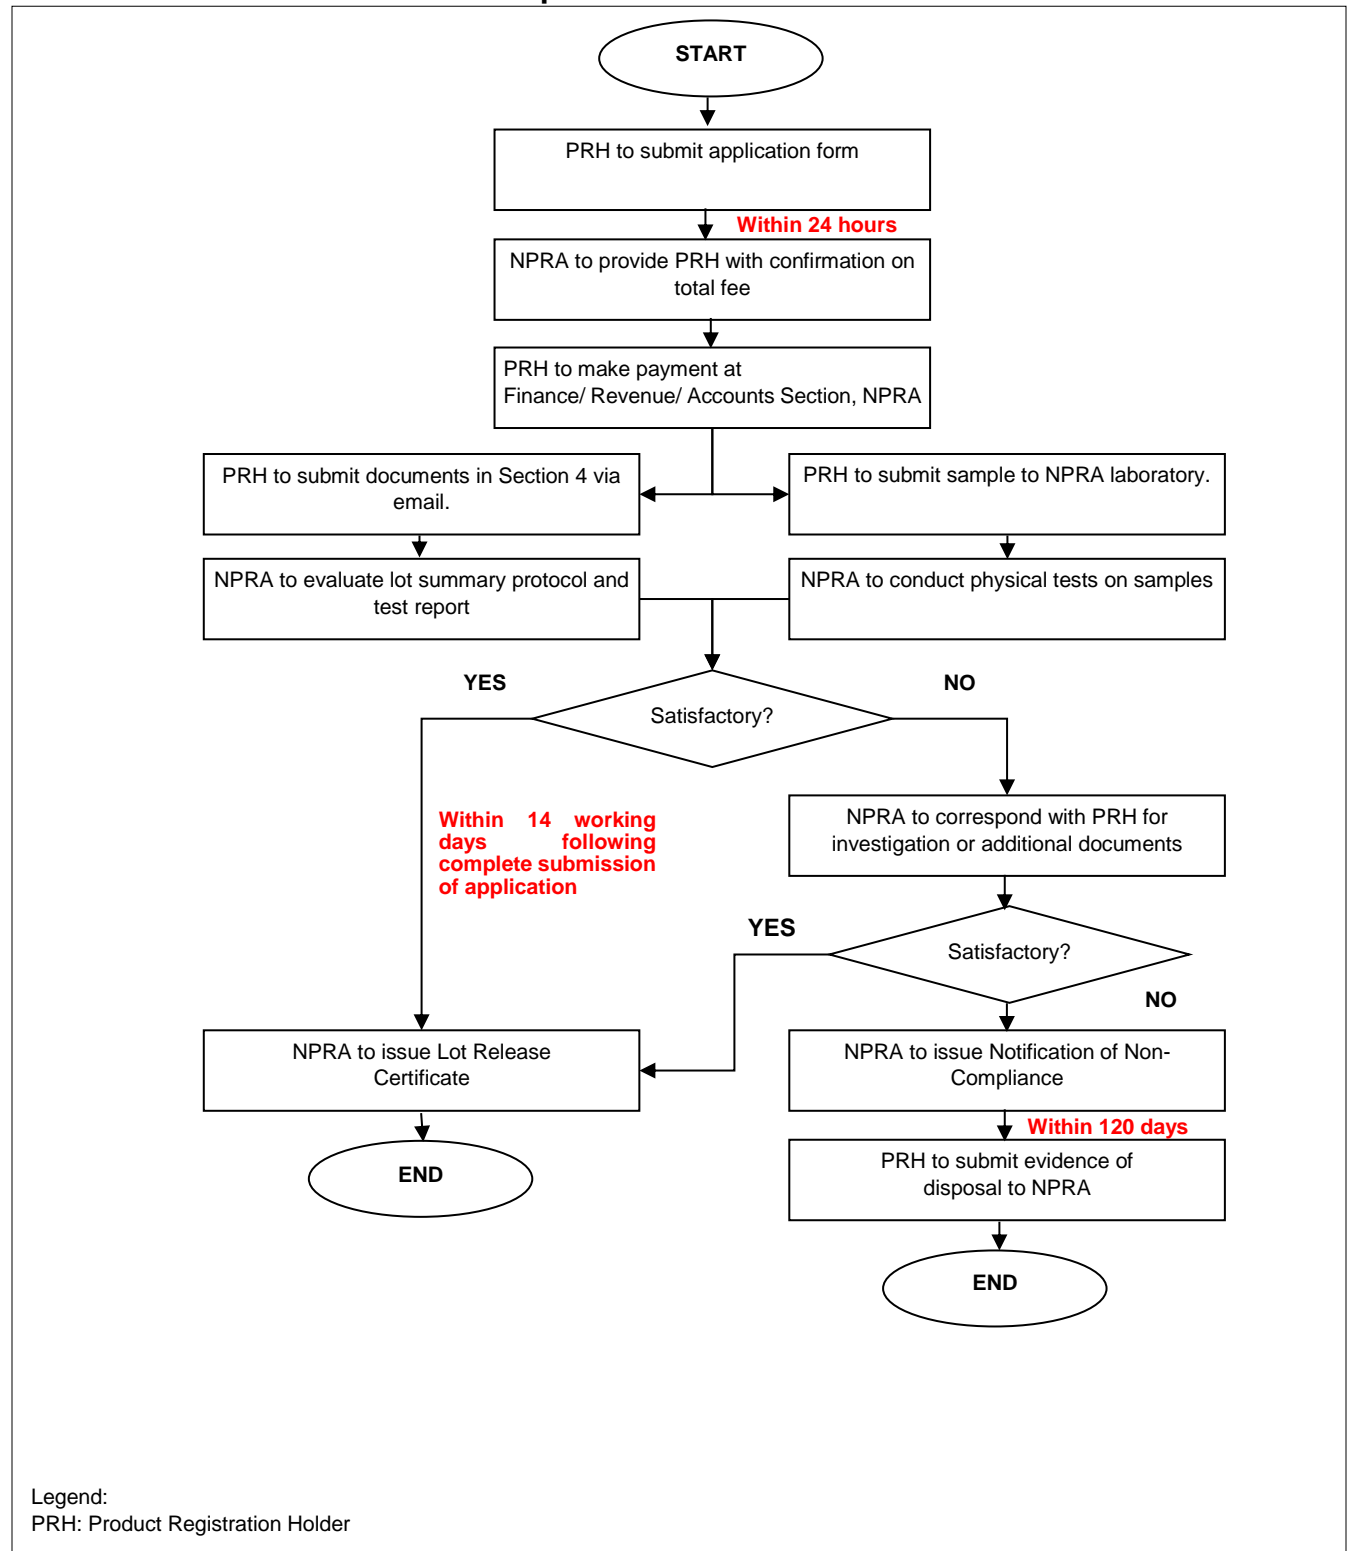 START
PRH to submit application form
Within 24 hours
NPRA to provide PRH with confirmation on
total fee
PRH to make payment at
Finance/ Revenue/ Accounts Section, NPRA
PRH to submit documents in Section 4 via
email.
PRH to submit sample to NPRA laboratory.
NPRA to evaluate lot summary protocol and
test report
NPRA to conduct physical tests on samples
YES
NO
Satisfactory?
Within 14 working
days following
complete submission
of application
NPRA to correspond with PRH for
investigation or additional documents
YES
Satisfactory?
NO
NPRA to issue Lot Release
Certificate
NPRA to issue Notification of Non-
Compliance
Within 120 days
END
PRH to submit evidence of
disposal to NPRA
END
Legend:
PRH: Product Registration Holder